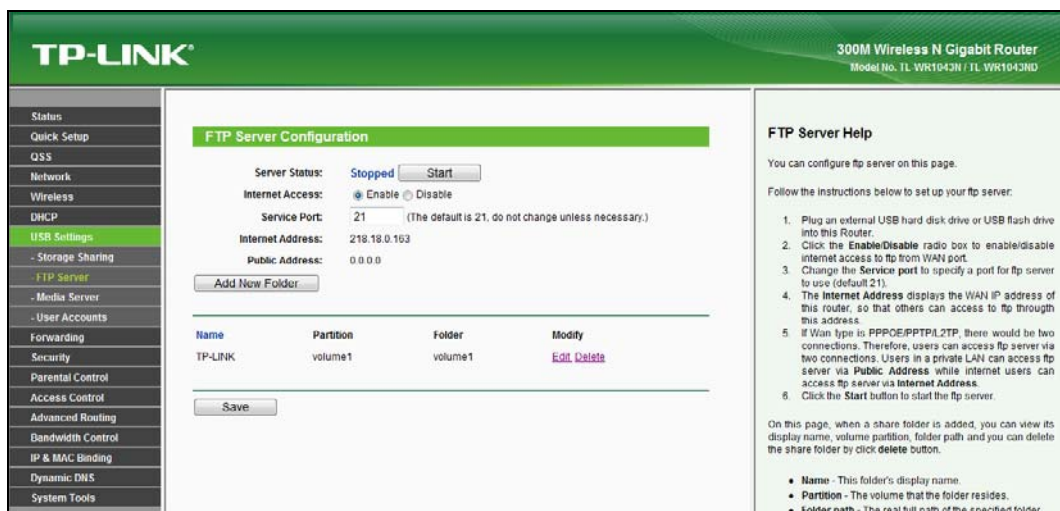 TP-LINK®
300M Wireless N Gigabit Router
Model No. TL-WR1043N / TL-WR1043ND
Status
Quick Setup
QSS
Network
Wireless
DHCP
USB Settings
- Storage Sharing
- FTP Server
- Media Server
- User Accounts
Forwarding
Security
Parental Control
Access Control
Advanced Routing
Bandwidth Control
IP & MAC Binding
Dynamic DNS
System Tools
FTP Server Configuration
Server Status: Stopped Start
Internet Access: Enable Disable
Service Port: 21 (The default is 21, do not change unless necessary.)
Internet Address: 218.18.0.163
Public Address: 0.0.0.0
Add New Folder
Name Partition Folder Modify
TP-LINK volume1 volume1 Edit Delete
Save
FTP Server Help
You can configure ftp server on this page.
Follow the instructions below to set up your ftp server:
1. Plug an external USB hard disk drive or USB flash drive
into this Router.
2. Click the Enable/Disable radio box to enable/disable
internet access to ftp from WAN port.
3. Change the Service port to specify a port for ftp server
to use (default:21).
4. The Internet Address displays the WAN IP address of
this router, so that others can access to ftp througth
this address.
5. If Wan type is PPPOE/PPTP/L2TP, there would be two
connections. Therefore, users can access ftp server via
two connections. Users in a private LAN can access ftp
server via Public Address while internet users can
access ftp server via Internet Address.
6. Click the Start button to start the ftp server.
On this page, when a share folder is added, you can view its
display name, volume partition, folder path and you can delete
the share folder by click delete button.
• Name - This folder's display name.
• Partition - The volume that the folder resides.
• Folder path - The real full path of the specified folder.